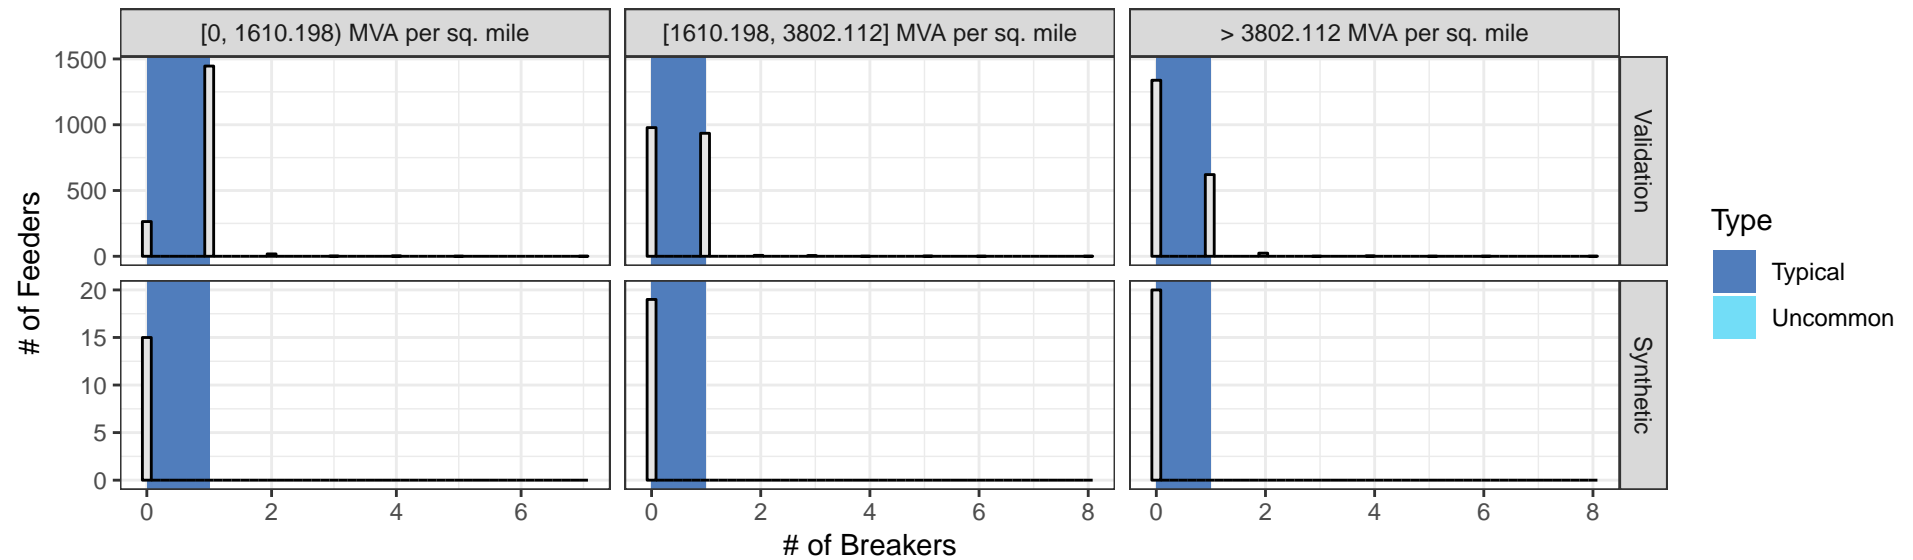 [0, 1610.198) MVA per sq. mile
[1610.198, 3802.112] MVA per sq. mile
> 3802.112 MVA per sq. mile
# of Feeders
1500
1000
500
0
Validation
20
15
10
5
0
Synthetic
0 2 4 6
0 2 4 6 8
0 2 4 6 8
# of Breakers
Type
Typical
Uncommon